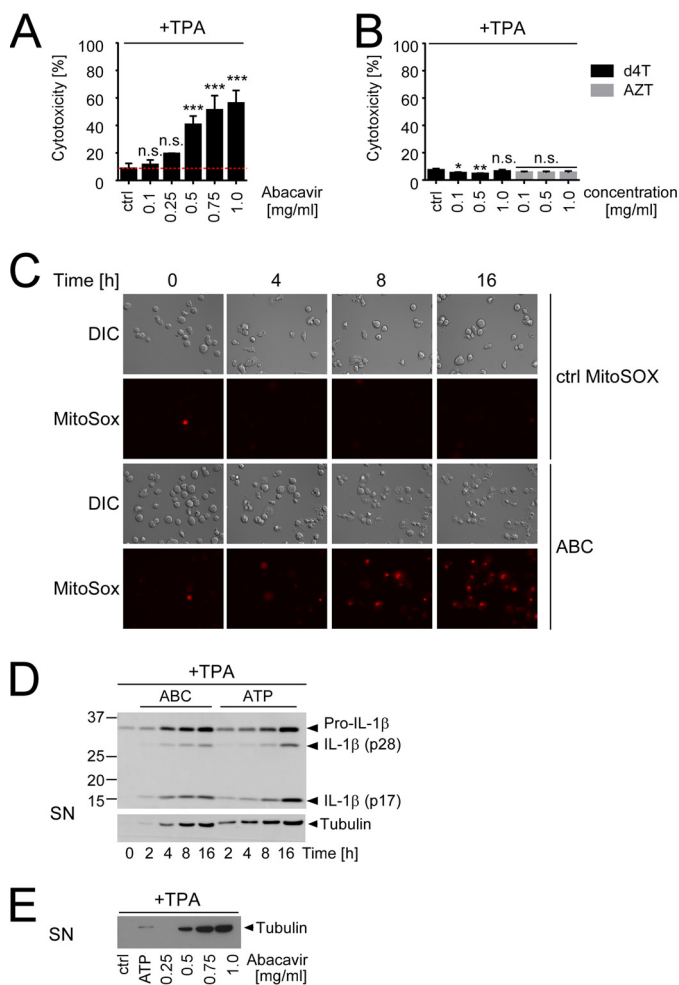 A
+TPA
Cytotoxicity [%]
100
80
60
40
20
0
n.s.
n.s.
***
***
***
ctrl
0.1
0.25
0.5
0.75
1.0
Abacavir
[mg/ml]
B
+TPA
Cytotoxicity [%]
100
80
60
40
20
0
*
**
n.s.
n.s.
d4T
AZT
ctrl
0.1
0.5
1.0
0.1
0.5
1.0
concentration
[mg/ml]
C
Time [h] 0 4 8 16
DIC
MitoSox
ctrl MitoSOX
DIC
MitoSox
ABC
D
+TPA
ABC ATP
37
25
20
15
Pro-IL-1β
IL-1β (p28)
IL-1β (p17)
SN
Tubulin
0 2 4 8 16 2 4 8 16 Time [h]
E
+TPA
SN
Tubulin
ctrl
ATP
0.25
0.5
0.75
1.0
Abacavir
[mg/ml]